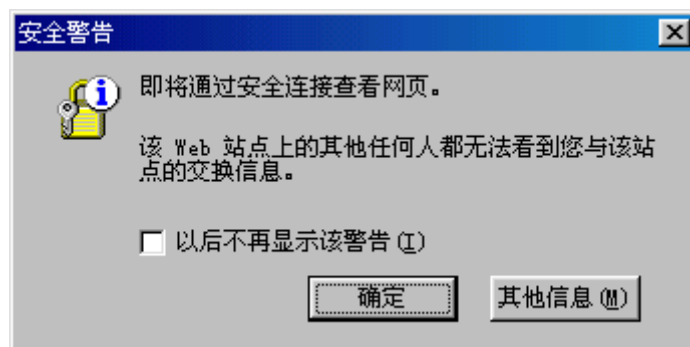 安全警告
即将通过安全连接查看网页。
该 Web 站点上的其他任何人都无法看到您与该站
点的交换信息。
以后不再显示该警告(I)
确定
其他信息(M)